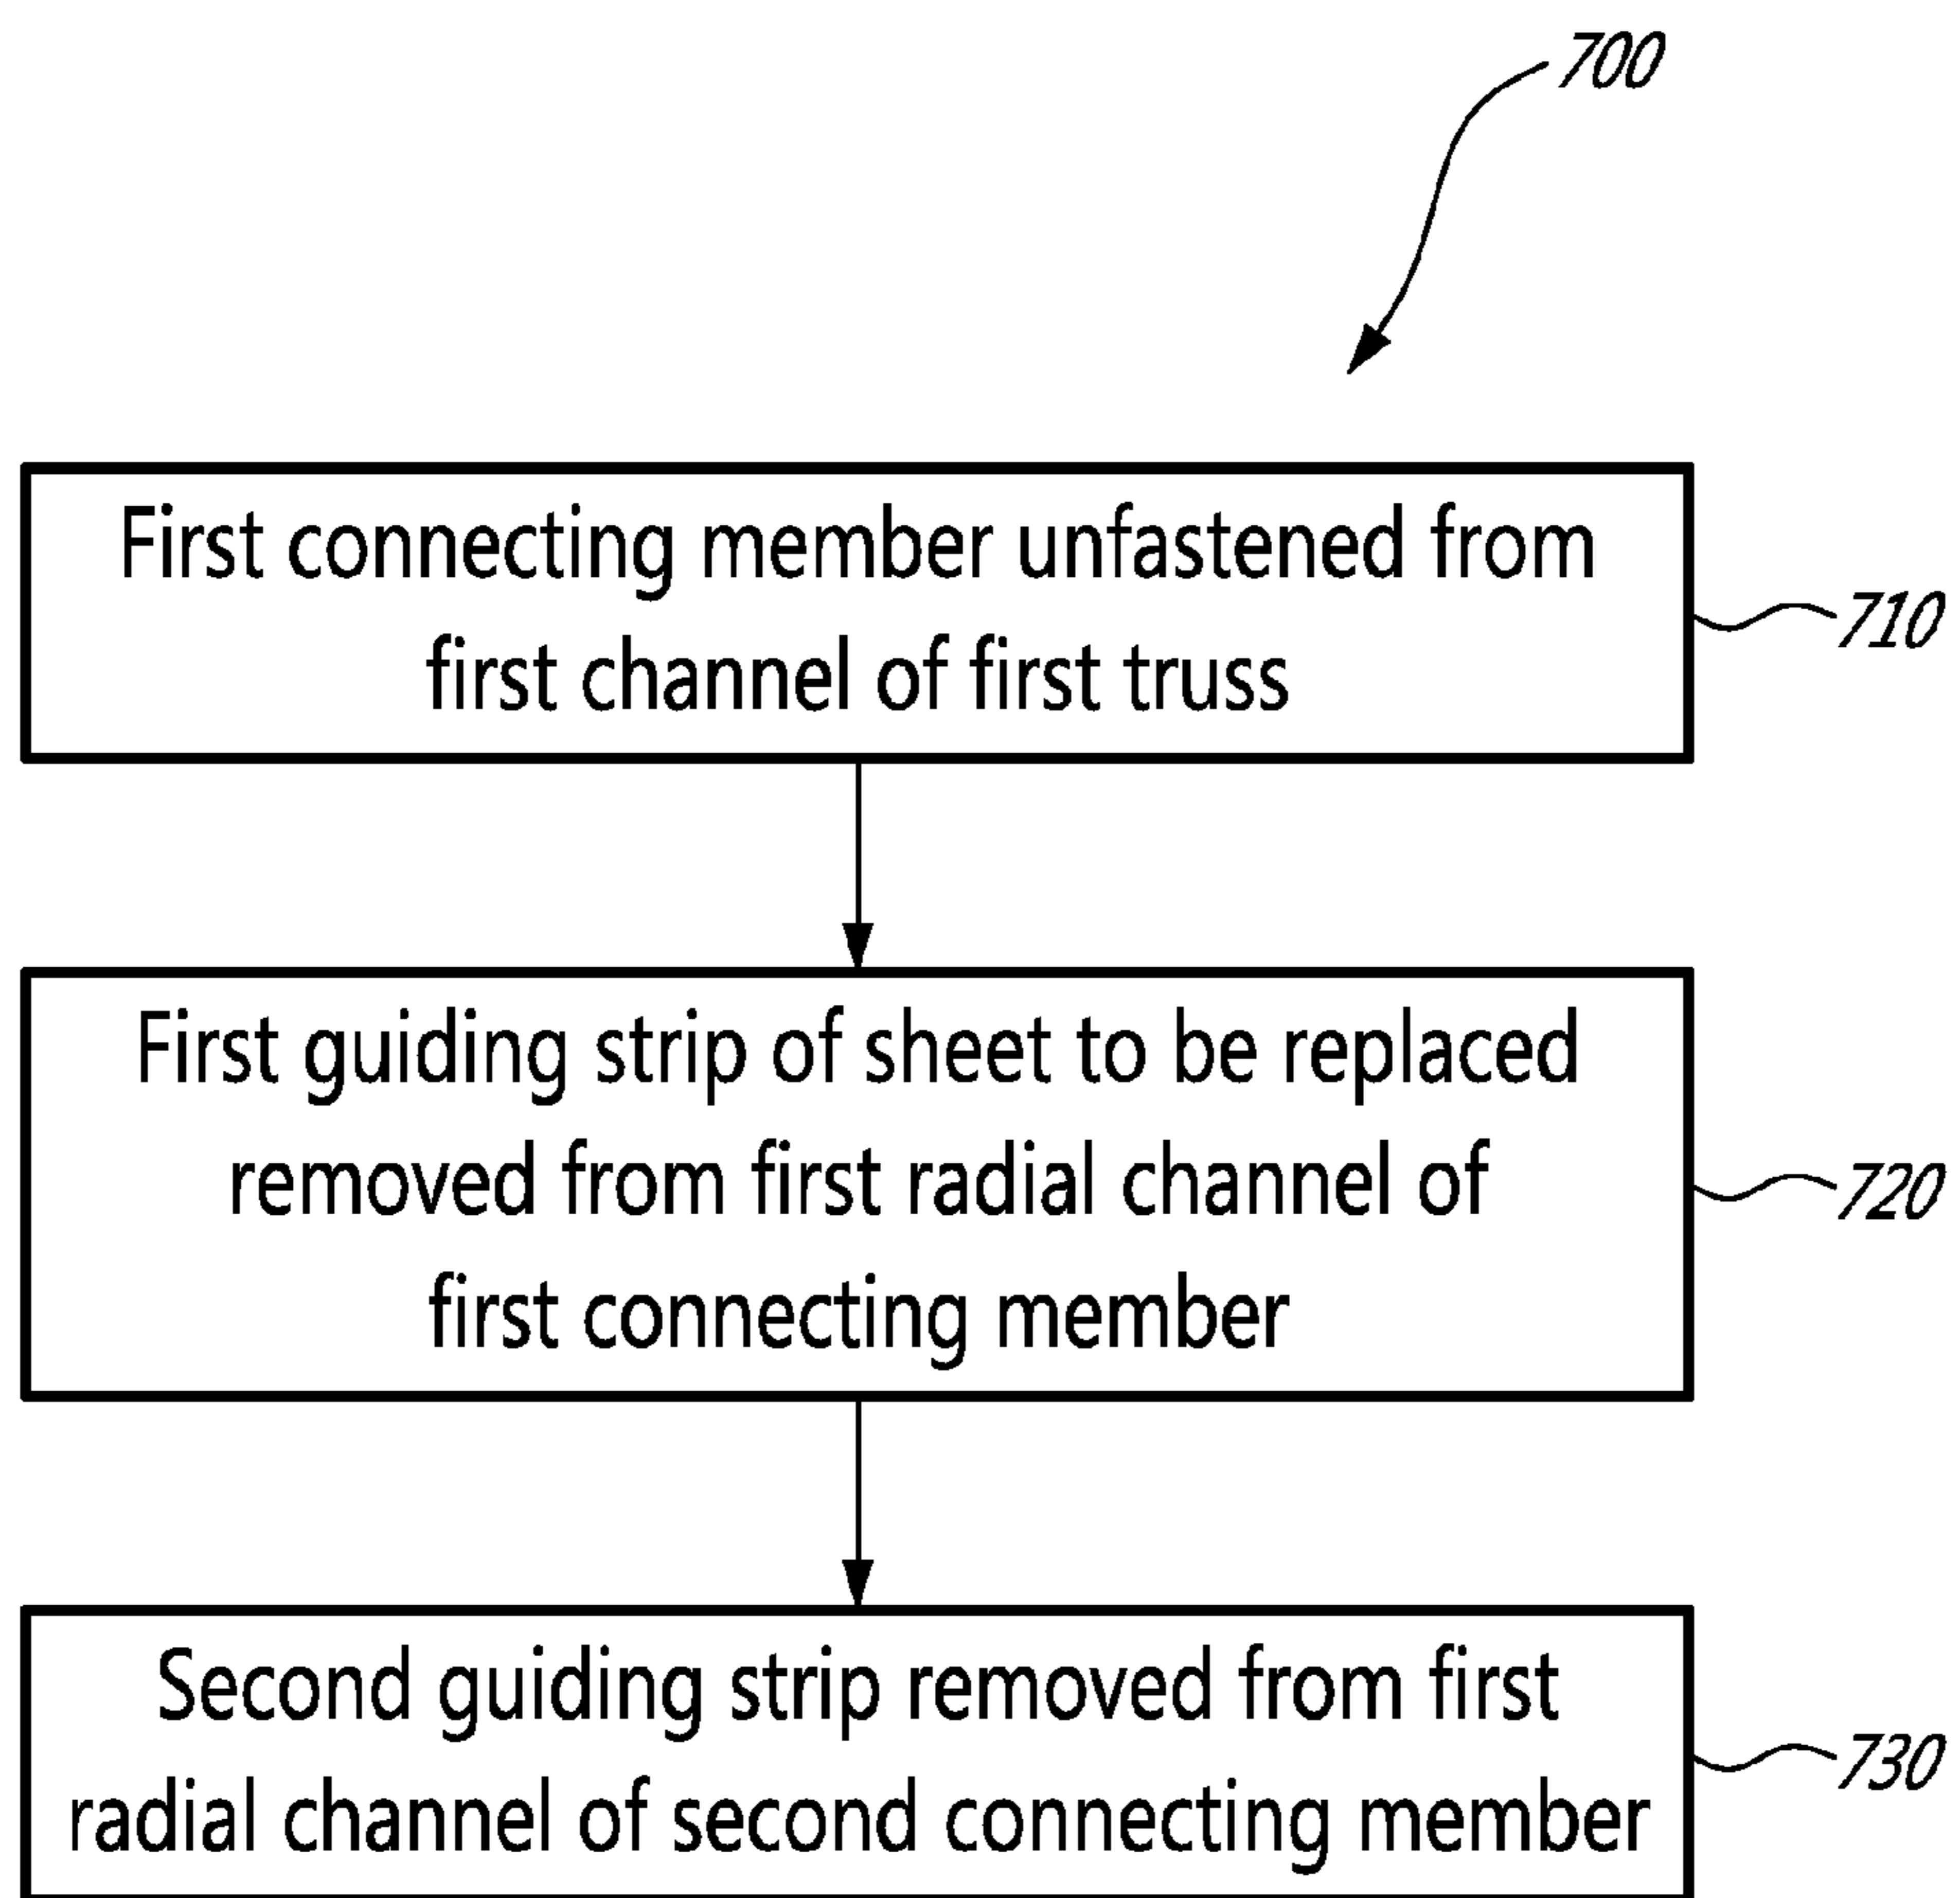 700
First connecting member unfastened from
first channel of first truss
710
First guiding strip of sheet to be replaced
removed from first radial channel of
first connecting member
720
Second guiding strip removed from first
radial channel of second connecting member
730